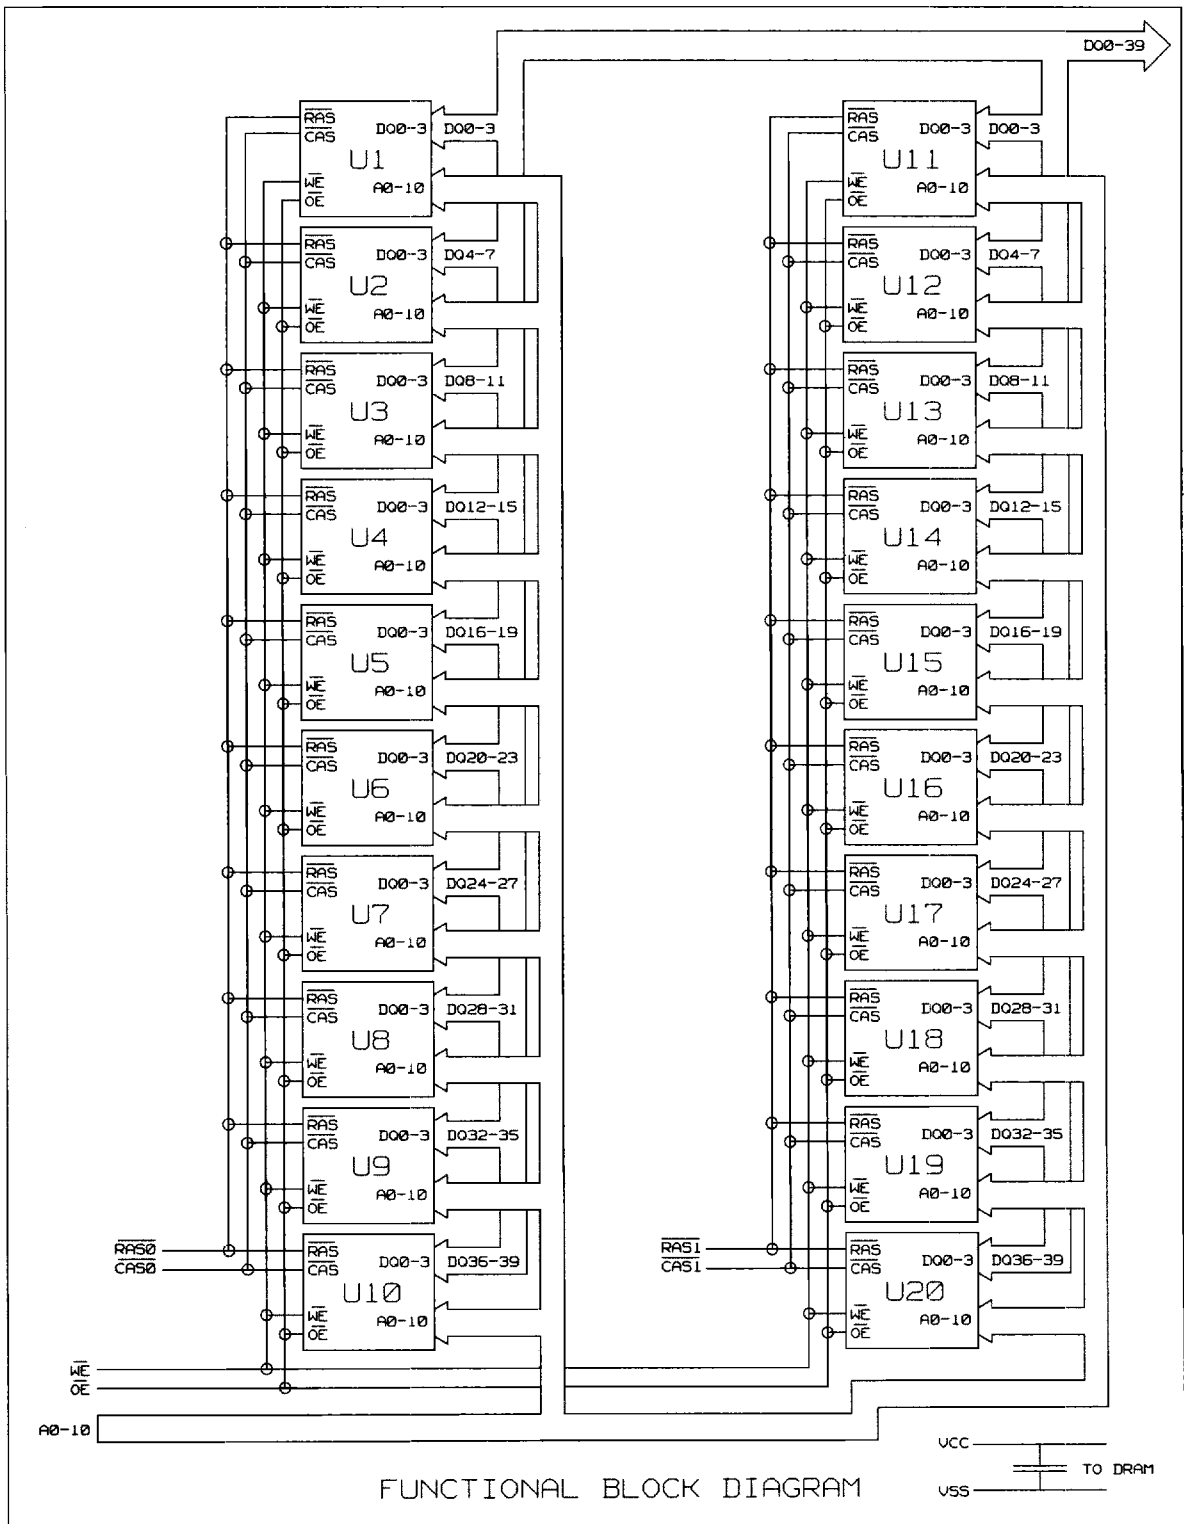 DQ0-39
RAS
CAS
WE
OE
U1
DQ0-3 DQ0-3
A0-10
RAS
CAS
WE
OE
U2
DQ0-3 DQ4-7
A0-10
RAS
CAS
WE
OE
U3
DQ0-3 DQ8-11
A0-10
RAS
CAS
WE
OE
U4
DQ0-3 DQ12-15
A0-10
RAS
CAS
WE
OE
U5
DQ0-3 DQ16-19
A0-10
RAS
CAS
WE
OE
U6
DQ0-3 DQ20-23
A0-10
RAS
CAS
WE
OE
U7
DQ0-3 DQ24-27
A0-10
RAS
CAS
WE
OE
U8
DQ0-3 DQ28-31
A0-10
RAS
CAS
WE
OE
U9
DQ0-3 DQ32-35
A0-10
RAS0
CAS0
RAS
CAS
WE
OE
U10
DQ0-3 DQ36-39
A0-10
WE
OE
A0-10
RAS
CAS
WE
OE
U11
DQ0-3 DQ0-3
A0-10
RAS
CAS
WE
OE
U12
DQ0-3 DQ4-7
A0-10
RAS
CAS
WE
OE
U13
DQ0-3 DQ8-11
A0-10
RAS
CAS
WE
OE
U14
DQ0-3 DQ12-15
A0-10
RAS
CAS
WE
OE
U15
DQ0-3 DQ16-19
A0-10
RAS
CAS
WE
OE
U16
DQ0-3 DQ20-23
A0-10
RAS
CAS
WE
OE
U17
DQ0-3 DQ24-27
A0-10
RAS
CAS
WE
OE
U18
DQ0-3 DQ28-31
A0-10
RAS
CAS
WE
OE
U19
DQ0-3 DQ32-35
A0-10
RAS1
CAS1
RAS
CAS
WE
OE
U20
DQ0-3 DQ36-39
A0-10
VCC
TO DRAM
VSS
FUNCTIONAL BLOCK DIAGRAM